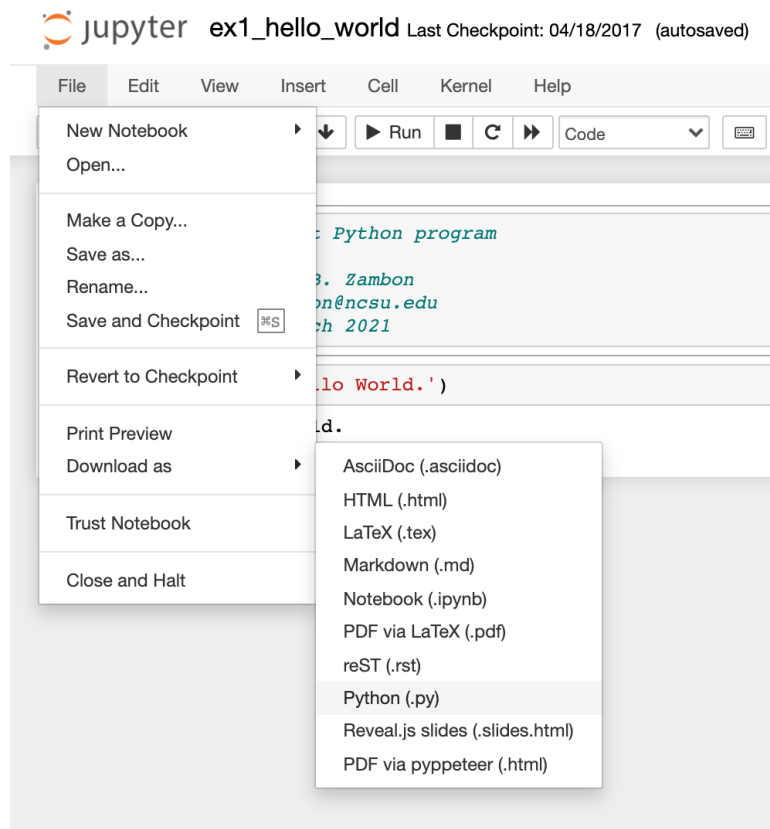 jupyter ex1_hello_world Last Checkpoint: 04/18/2017 (autosaved)
File Edit View Insert Cell Kernel Help
Run Code
New Notebook
Open...
Make a Copy...
Save as...
Rename...
Save and Checkpoint ⌘S
Revert to Checkpoint
Print Preview
Download as
Trust Notebook
Close and Halt
Python program
B. Zambon
on@ncsu.edu
ch 2021
llo World.')
ld.
AsciiDoc (.asciidoc)
HTML (.html)
LaTeX (.tex)
Markdown (.md)
Notebook (.ipynb)
PDF via LaTeX (.pdf)
reST (.rst)
Python (.py)
Reveal.js slides (.slides.html)
PDF via pyppeteer (.html)